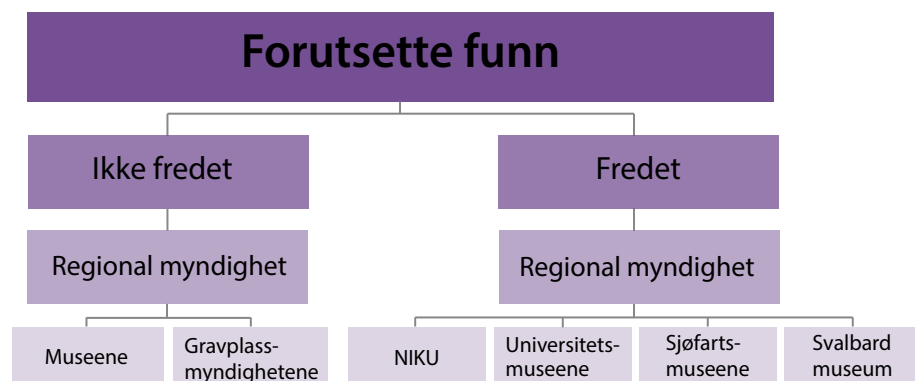 Forutsette funn
Ikke fredet
Fredet
Regional myndighet
Regional myndighet
Museene
Gravplass-
myndighetene
NIKU
Universitets-
museene
Sjøfarts-
museene
Svalbard
museum